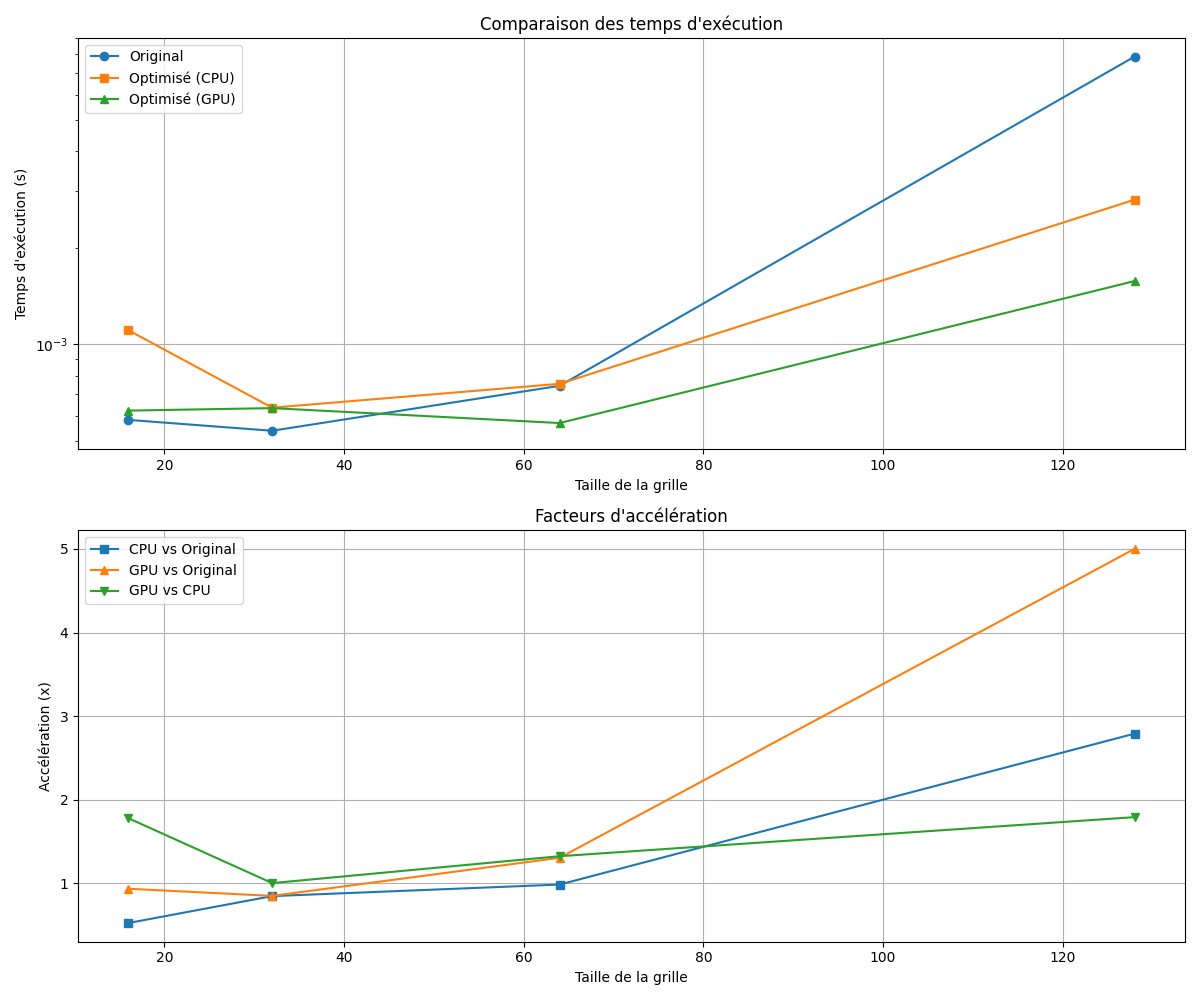 Comparaison des temps d'exécution
Original
Optimisé (CPU)
Optimisé (GPU)
Temps d'exécution (s)
10⁻³
20 40 60 80 100 120
Taille de la grille
Facteurs d'accélération
CPU vs Original
GPU vs Original
GPU vs CPU
Accélération (x)
5
4
3
2
1
20 40 60 80 100 120
Taille de la grille